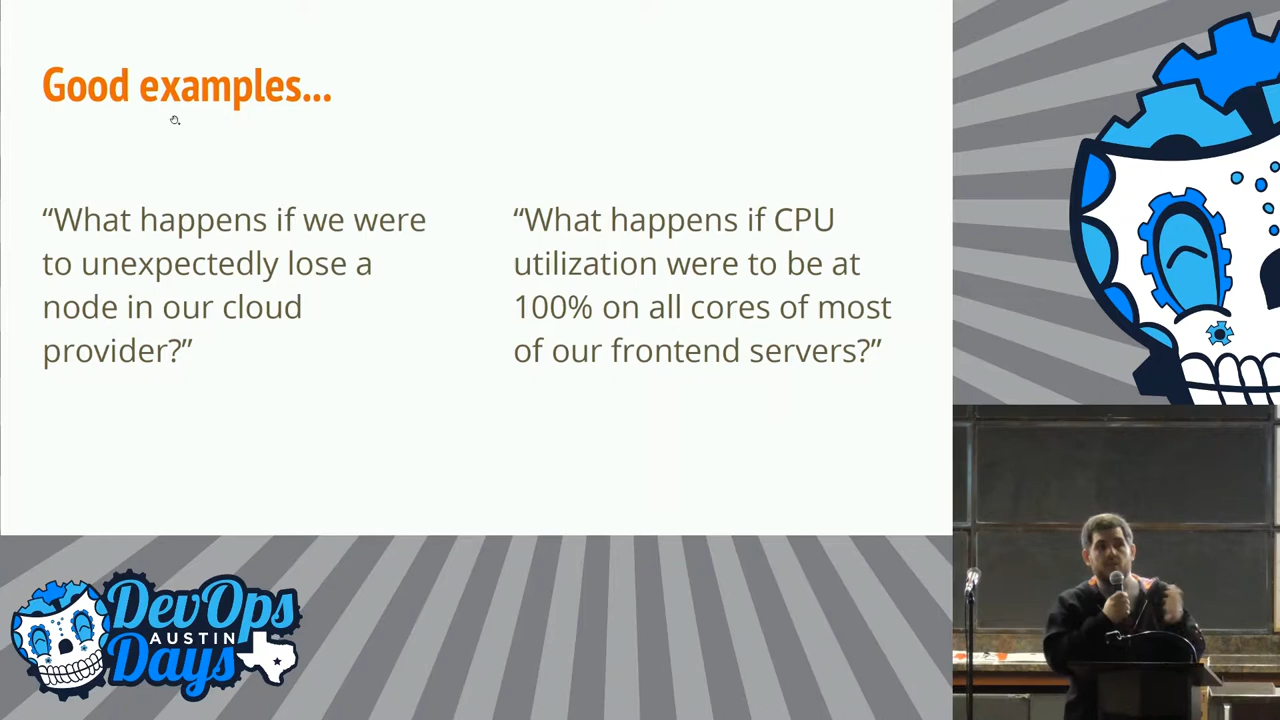 Good examples...
“What happens if we were
to unexpectedly lose a
node in our cloud
provider?”
“What happens if CPU
utilization were to be at
100% on all cores of most
of our frontend servers?”
DevOps
AUSTIN
Days